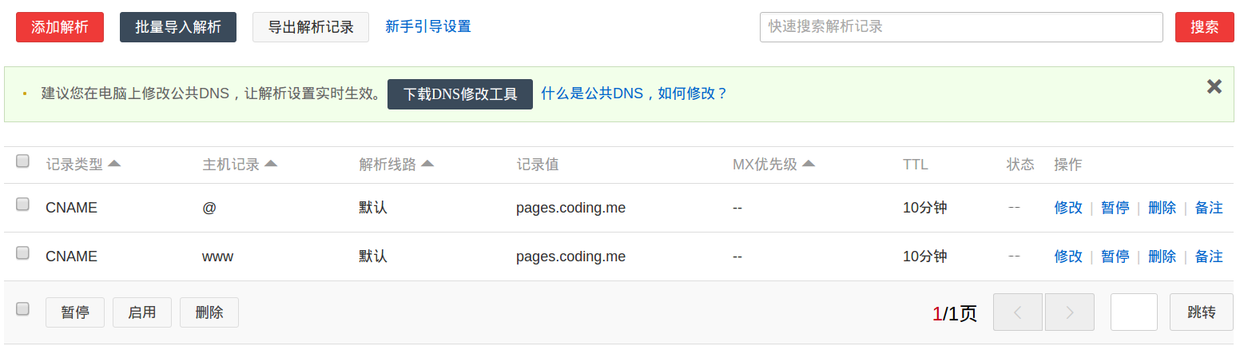 添加解析 批量导入解析 导出解析记录 新手引导设置 快速搜索解析记录 搜索
建议您在电脑上修改公共DNS，让解析设置实时生效。 下载DNS修改工具 什么是公共DNS，如何修改？
记录类型 主机记录 解析线路 记录值 MX优先级 TTL 状态 操作
CNAME @ 默认 pages.coding.me -- 10分钟 -- 修改 | 暂停 | 删除 | 备注
CNAME www 默认 pages.coding.me -- 10分钟 -- 修改 | 暂停 | 删除 | 备注
暂停 启用 删除 1/1页 跳转